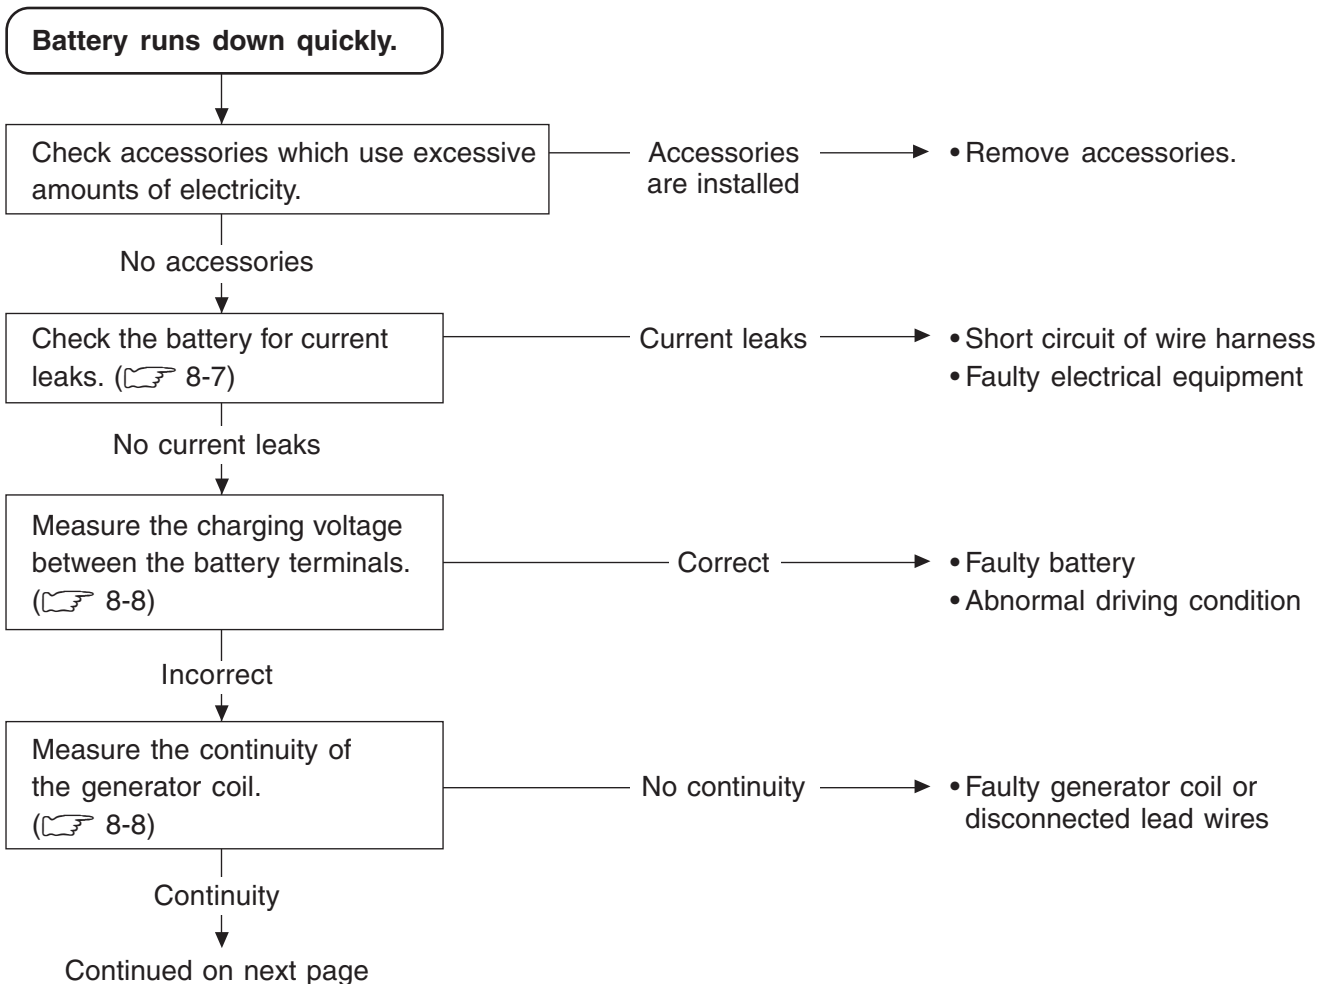 Battery runs down quickly.
Check accessories which use excessive
amounts of electricity.
Accessories
are installed
• Remove accessories.
No accessories
Check the battery for current
leaks. ( 8-7)
Current leaks
• Short circuit of wire harness
• Faulty electrical equipment
No current leaks
Measure the charging voltage
between the battery terminals.
( 8-8)
Correct
• Faulty battery
• Abnormal driving condition
Incorrect
Measure the continuity of
the generator coil.
( 8-8)
No continuity
• Faulty generator coil or
disconnected lead wires
Continuity
Continued on next page